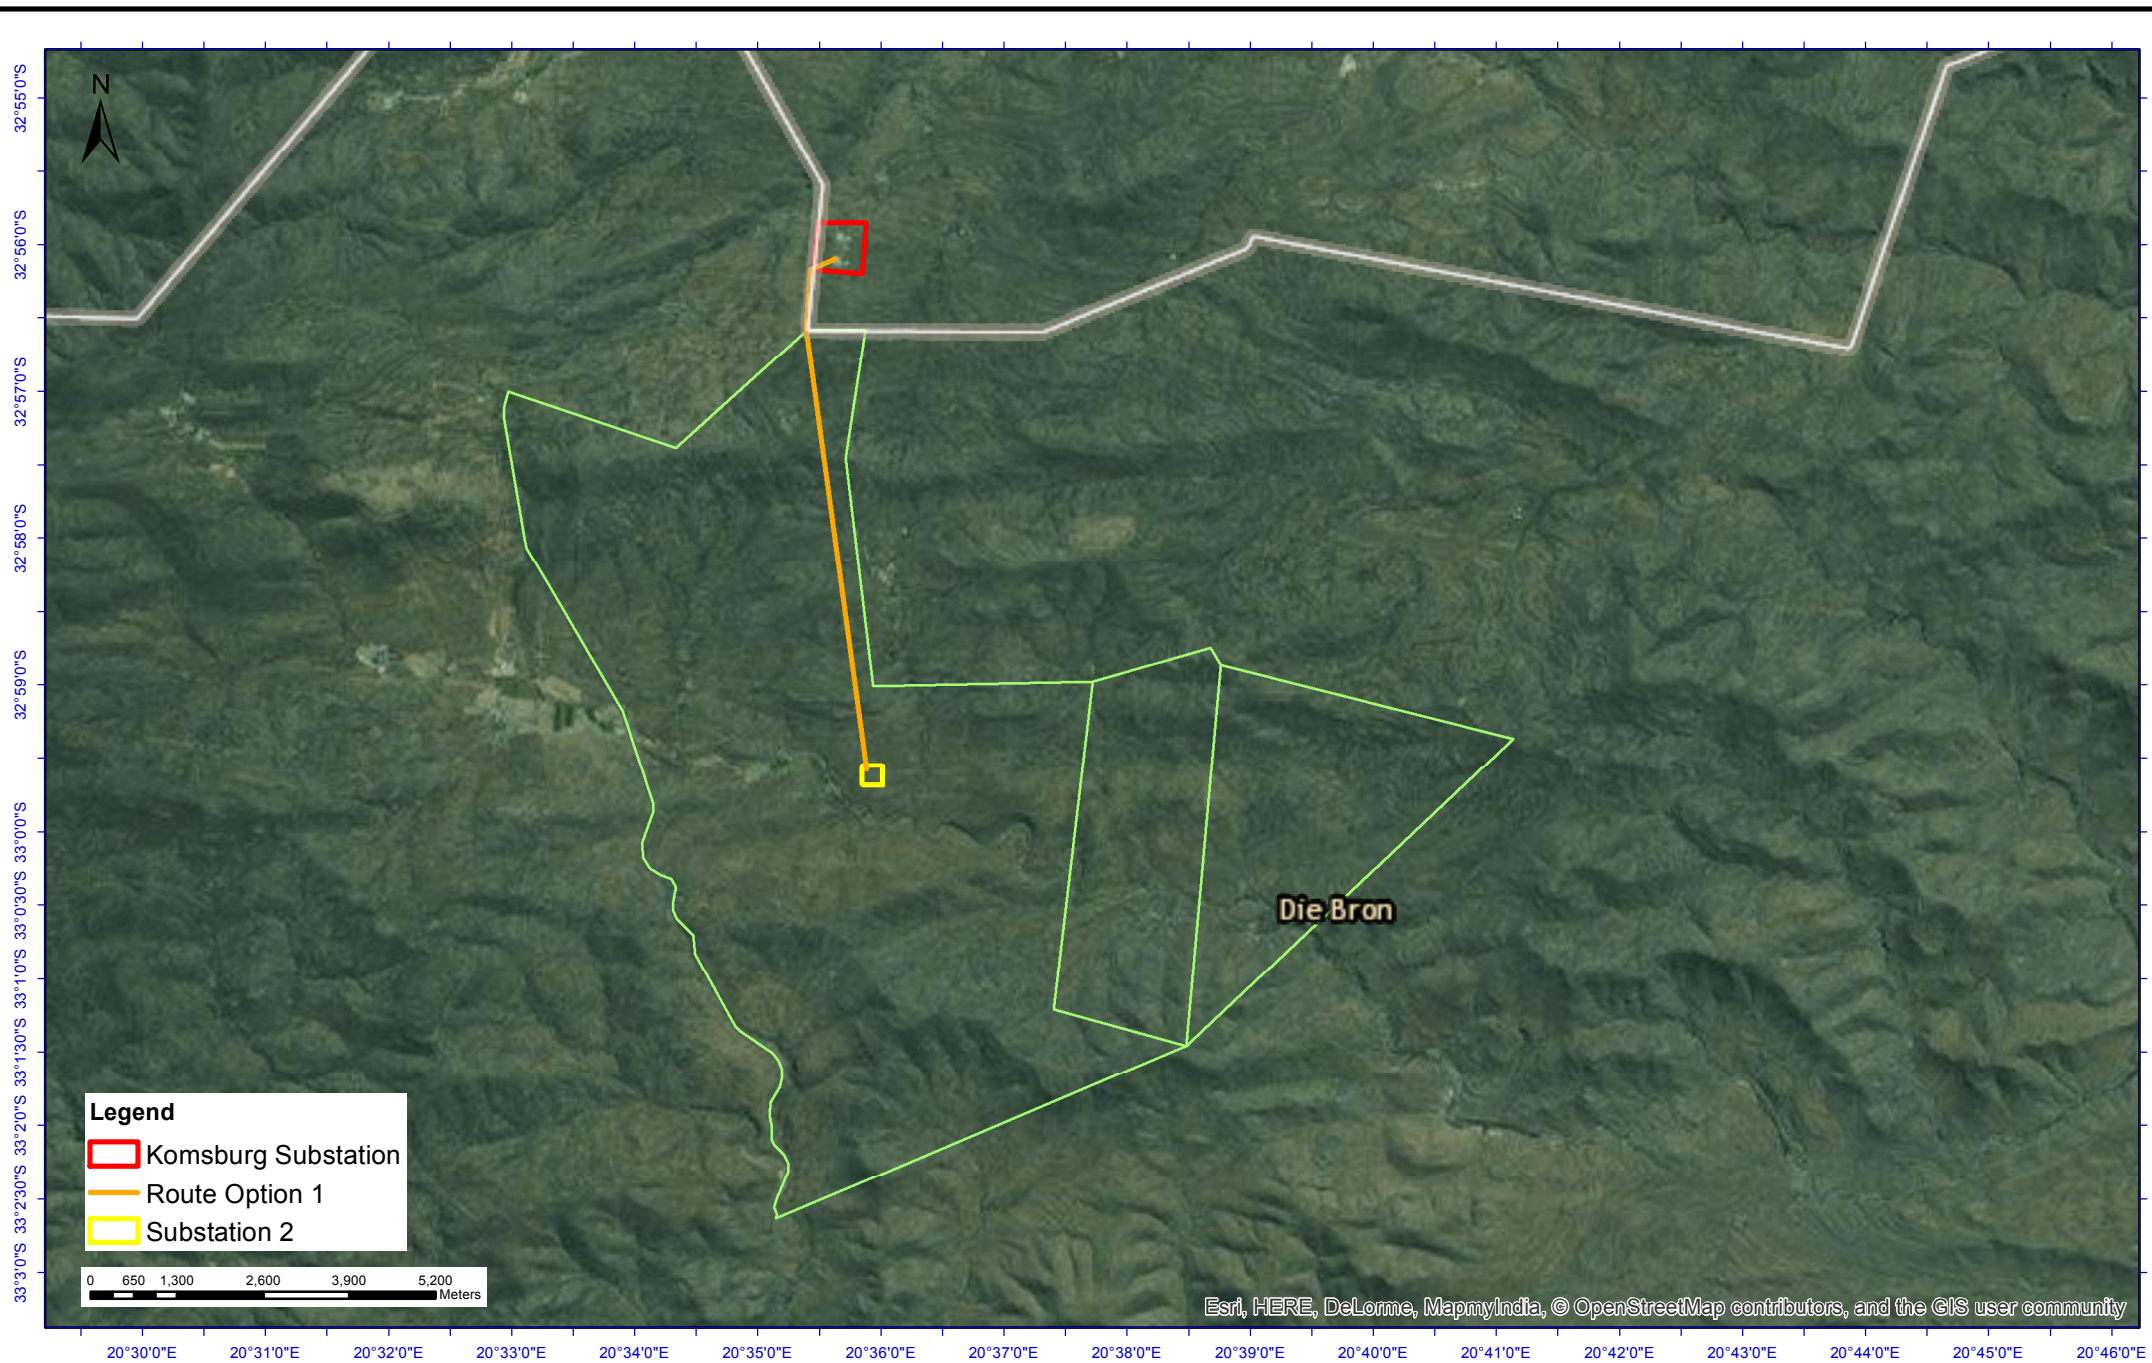 N
32°55'0"S
32°56'0"S
32°57'0"S
32°58'0"S
32°59'0"S
33°0'0"S
33°0'30"S
33°1'0"S
33°1'30"S
33°2'0"S
33°2'30"S
33°3'0"S
Die Bron
Legend
Komsburg Substation
Route Option 1
Substation 2
0 650 1,300 2,600 3,900 5,200
Meters
Esri, HERE, DeLorme, MapmyIndia, © OpenStreetMap contributors, and the GIS user community
20°30'0"E 20°31'0"E 20°32'0"E 20°33'0"E 20°34'0"E 20°35'0"E 20°36'0"E 20°37'0"E 20°38'0"E 20°39'0"E 20°40'0"E 20°41'0"E 20°42'0"E 20°43'0"E 20°44'0"E 20°45'0"E 20°46'0"E